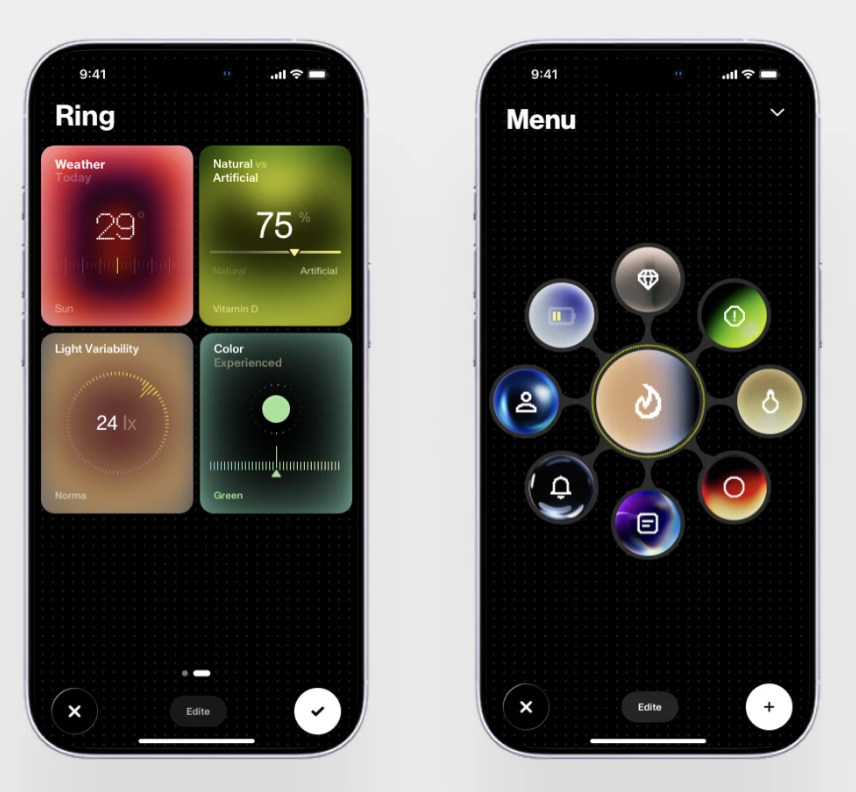 9:41
Ring
Weather
Today
29°
Sun
Natural vs
Artificial
75 %
Natural
Artificial
Vitamin D
Light Variability
24 lx
Norma
Color
Experienced
Green
Edite
9:41
Menu
Edite